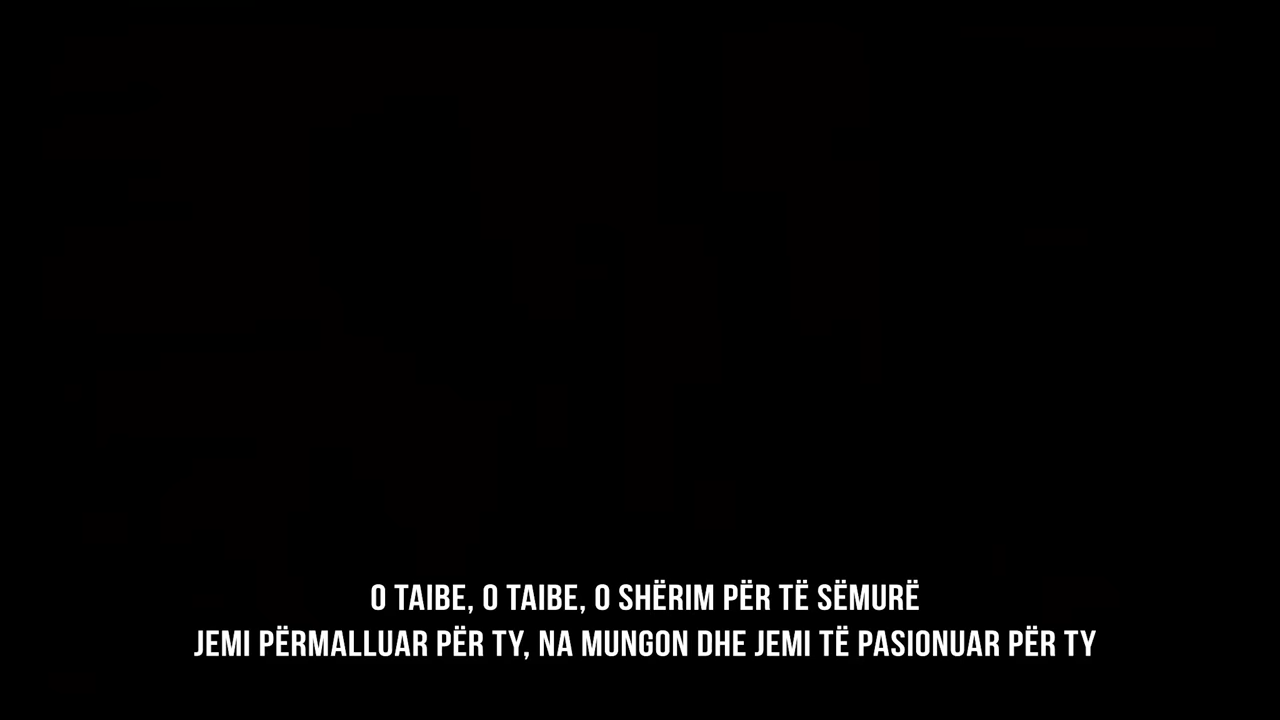 O TAIBE, O TAIBE, O SHËRIM PËR TË SËMURË
JEMI PËRMALLUAR PËR TY, NA MUNGON DHE JEMI TË PASIONUAR PËR TY